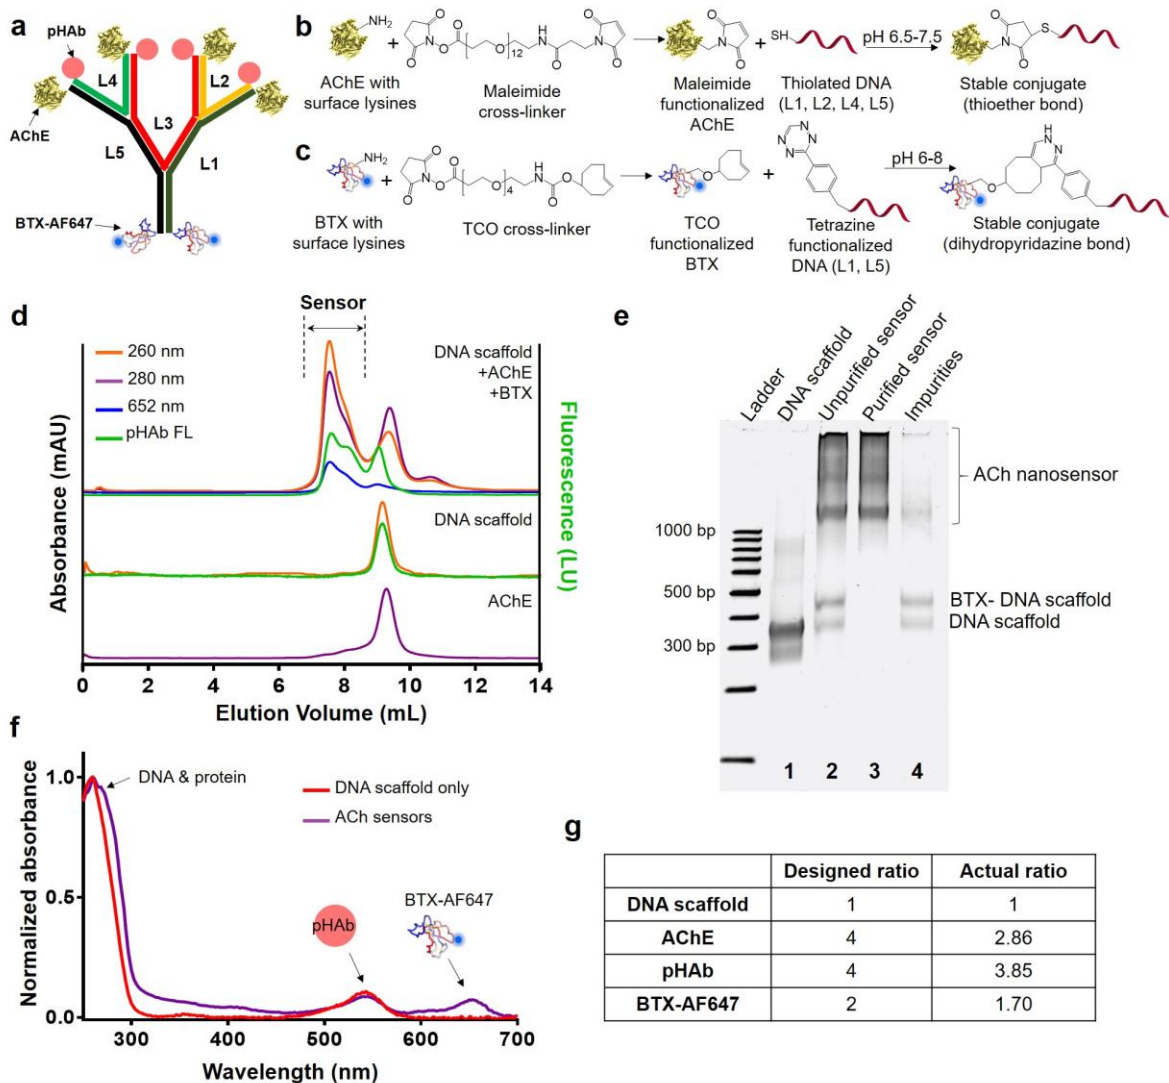 a
pHAb
L4
L2
L3
AChE
L5
L1
BTX-AF647
b
NH2
+
O
N
O
O
O
O
12
H
N
O
O
N
O
AChE with
surface lysines
Maleimide
cross-linker
O
N
O
Maleimide
functionalized
AChE
+
SH
Thiolated DNA
(L1, L2, L4, L5)
pH 6.5-7.5
O
N
O
S
Stable conjugate
(thioether bond)
c
NH2
+
O
N
O
O
O
O
4
H
N
O
O
BTX with
surface lysines
TCO cross-linker
O
TCO
functionalized
BTX
+
N
N
N
N
Tetrazine
functionalized
DNA (L1, L5)
pH 6-8
O
H
N
N
Stable conjugate
(dihydropyridazine bond)
d
Sensor
260 nm
280 nm
652 nm
pHAb FL
DNA scaffold
+AChE
+BTX
DNA scaffold
AChE
Absorbance (mAU)
Fluorescence (LU)
0 2 4 6 8 10 12 14
Elution Volume (mL)
e
Ladder
DNA scaffold
Unpurified sensor
Purified sensor
Impurities
ACh nanosensor
1000 bp
500 bp
BTX- DNA scaffold
DNA scaffold
300 bp
1 2 3 4
f
DNA & protein
DNA scaffold only
ACh sensors
pHAb
BTX-AF647
1.0
0.5
0.0
Normalized absorbance
300 400 500 600 700
Wavelength (nm)
g
Designed ratio Actual ratio
DNA scaffold 1 1
AChE 4 2.86
pHAb 4 3.85
BTX-AF647 2 1.70